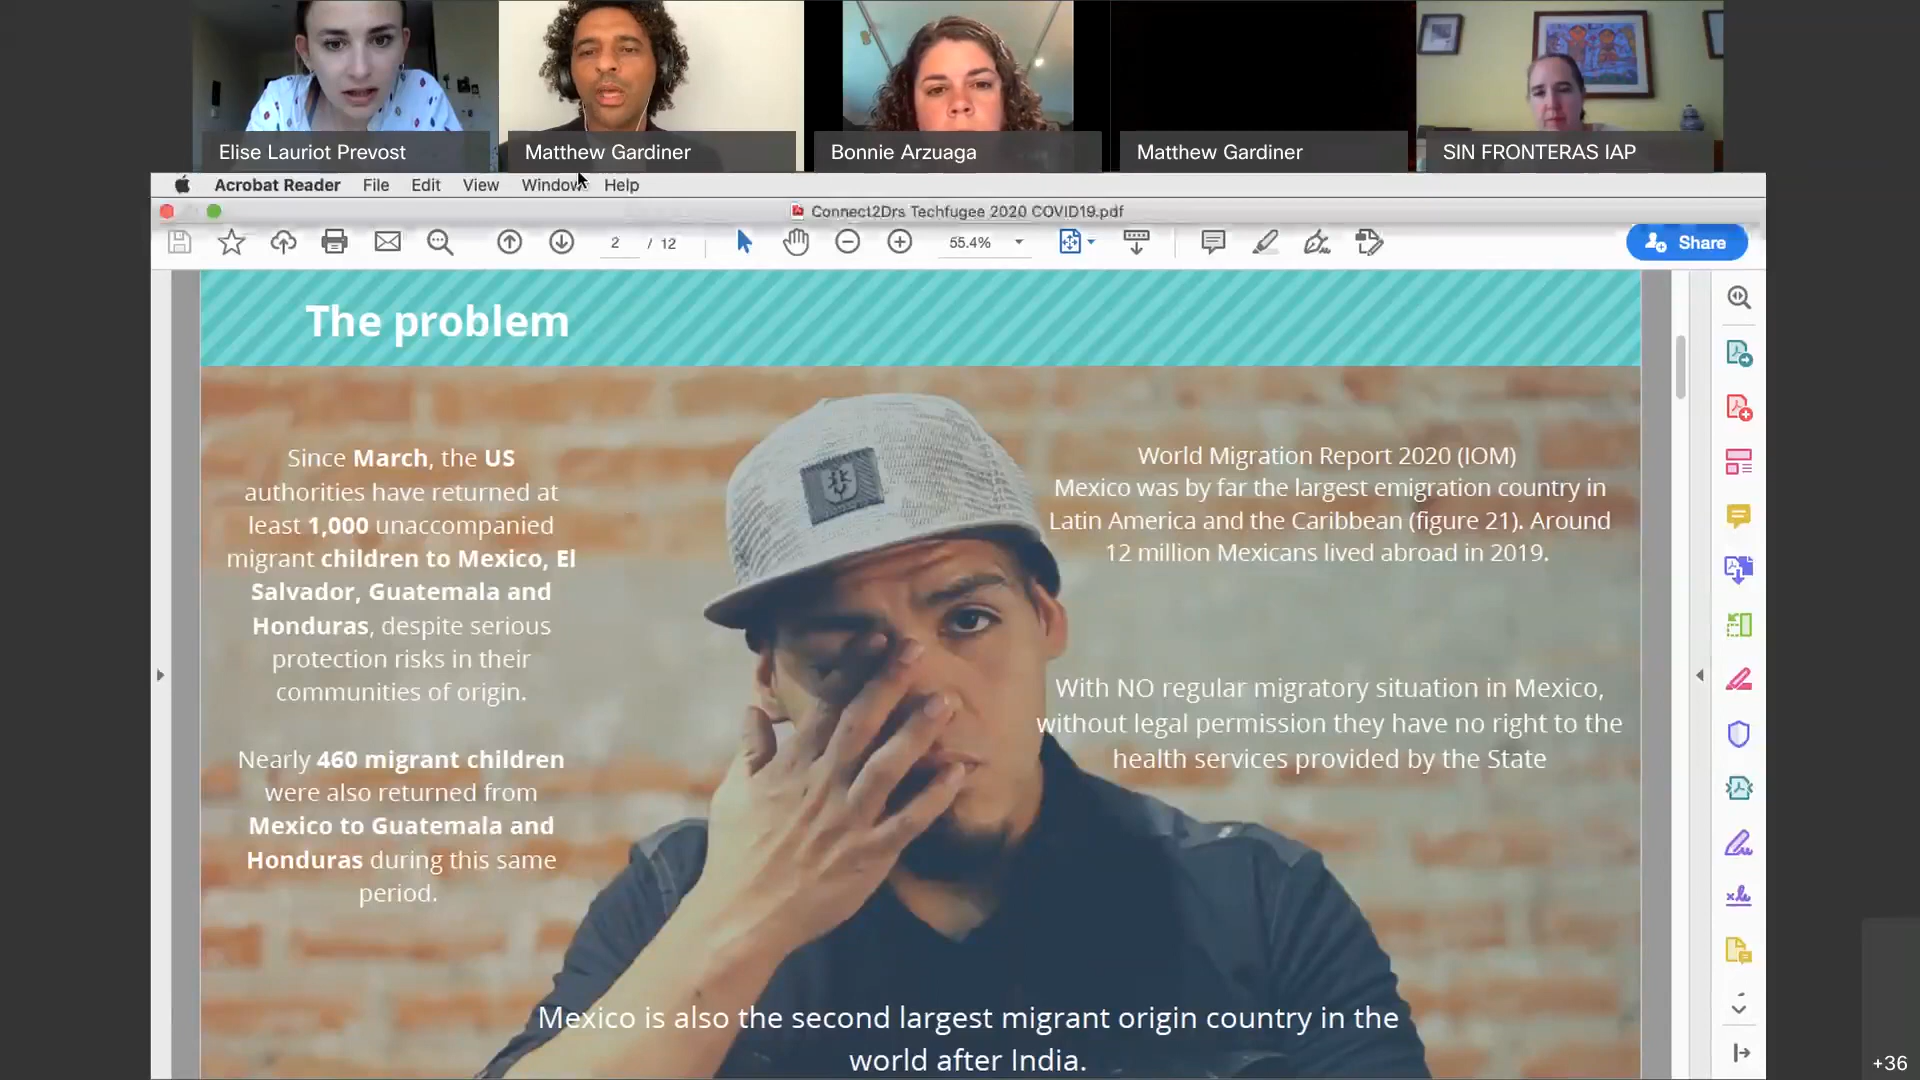 Elise Lauriot Prevost
Matthew Gardiner
Bonnie Arzuaga
Matthew Gardiner
SIN FRONTERAS IAP
Acrobat Reader File Edit View Window Help
Connect2Drs Techfugee 2020 COVID19.pdf
2 / 12
55.4%
Share
The problem
Since March, the US
authorities have returned at
least 1,000 unaccompanied
migrant children to Mexico, El
Salvador, Guatemala and
Honduras, despite serious
protection risks in their
communities of origin.
Nearly 460 migrant children
were also returned from
Mexico to Guatemala and
Honduras during this same
period.
World Migration Report 2020 (IOM)
Mexico was by far the largest emigration country in
Latin America and the Caribbean (figure 21). Around
12 million Mexicans lived abroad in 2019.
With NO regular migratory situation in Mexico,
without legal permission they have no right to the
health services provided by the State
Mexico is also the second largest migrant origin country in the
world after India.
+36